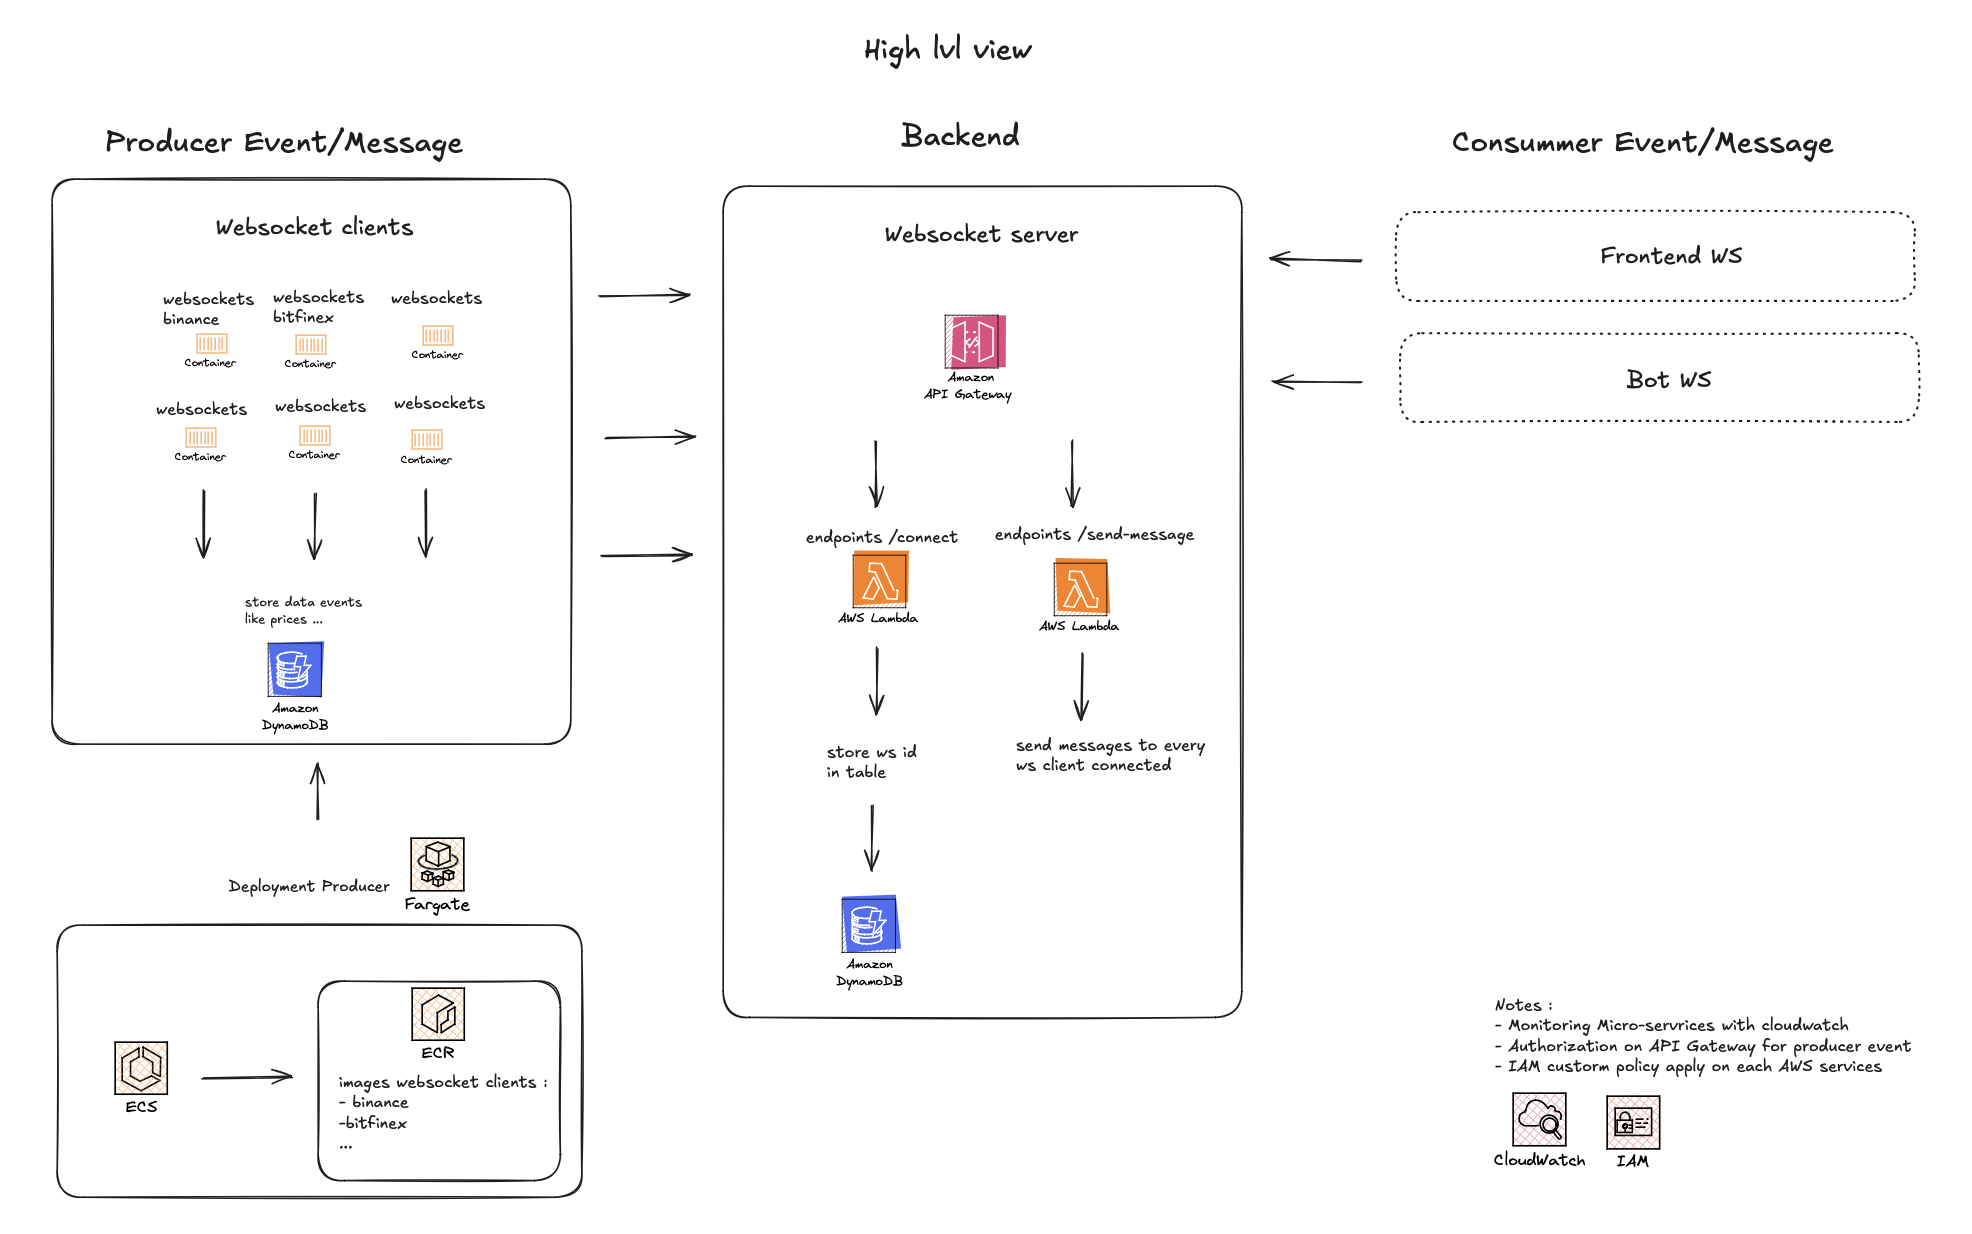 High lvl view
Producer Event/Message
Backend
Consummer Event/Message
Websocket clients
websockets
binance
Container
websockets
bitfinex
Container
websockets
Container
websockets
Container
websockets
Container
websockets
Container
store data events
like prices ...
Amazon
DynamoDB
Deployment Producer
Fargate
ECS
ECR
images websocket clients :
- binance
-bitfinex
...
Websocket server
Amazon
API Gateway
endpoints /connect
AWS Lambda
endpoints /send-message
AWS Lambda
store ws id
in table
send messages to every
ws client connected
Amazon
DynamoDB
Frontend WS
Bot WS
Notes :
- Monitoring Micro-servrices with cloudwatch
- Authorization on API Gateway for producer event
- IAM custorm policy apply on each AWS services
CloudWatch
IAM